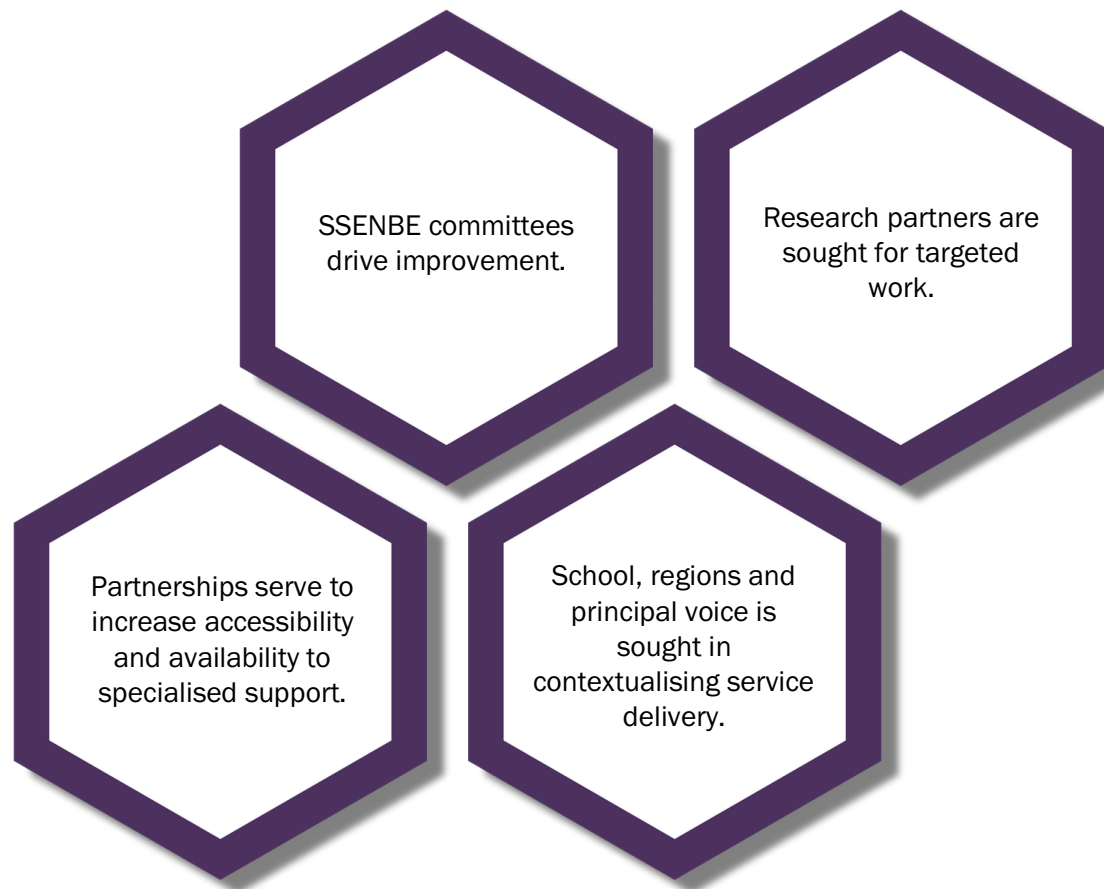 SSENBE committees
drive improvement.
Research partners are
sought for targeted
work.
Partnerships serve to
increase accessibility
and availability to
specialised support.
School, regions and
principal voice is
sought in
contextualising service
delivery.